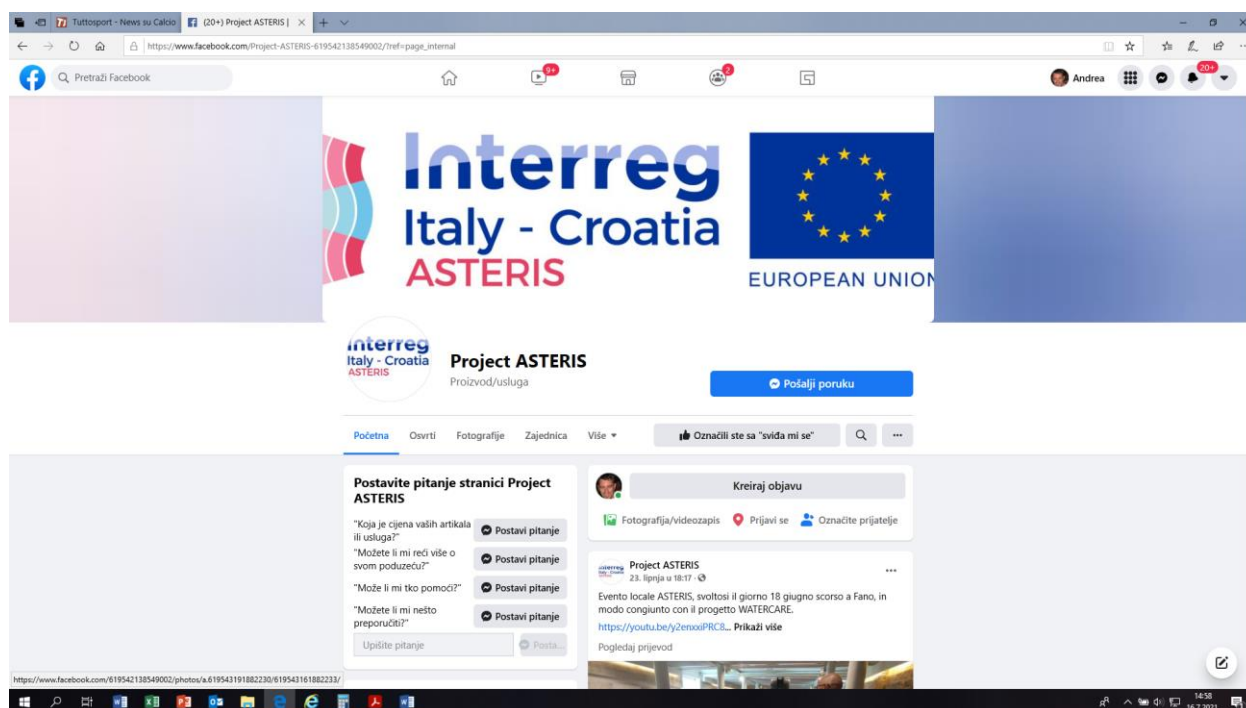 Tuttosport - News su Calcio
(20+) Project ASTERIS |
https://www.facebook.com/Project-ASTERIS-619542138549002/?ref=page_internal
Pretraži Facebook
9+
2
Andrea
20+
Interreg
Italy - Croatia
ASTERIS
EUROPEAN UNION
Interreg
Italy - Croatia
ASTERIS
Project ASTERIS
Proizvod/usluga
Pošalji poruku
Početna Osvrti Fotografije Zajednica Više
Označili ste sa "sviđa mi se"
Postavite pitanje stranici Project
ASTERIS
"Koja je cijena vaših artikala
ili usluga?"
Postavi pitanje
"Možete li mi reći više o
svom poduzeću?"
Postavi pitanje
"Može li mi tko pomoći?"
Postavi pitanje
"Možete li mi nešto
preporučiti?"
Postavi pitanje
Upišite pitanje
Posta...
Kreiraj objavu
Fotografija/videozapis Prijavi se Označite prijatelje
Project ASTERIS
23. lipnja u 18:17
Evento locale ASTERIS, svoltosi il giorno 18 giugno scorso a Fano, in
modo congiunto con il progetto WATERCARE.
https://youtu.be/y2enxxiPRC8... Prikaži više
Pogledaj prijevod
https://www.facebook.com/619542138549002/photos/a.619543191882230/619543161882233/
14:58
16.7.2021.